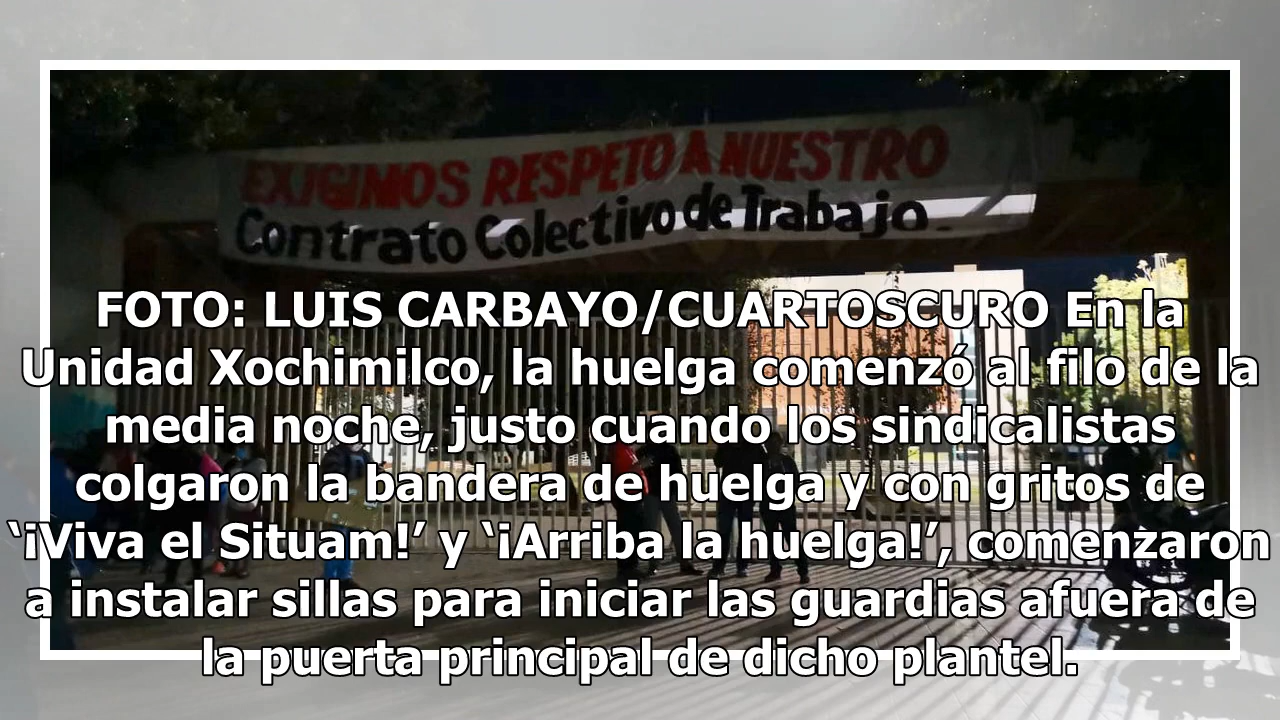 EXIGIMOS RESPETO A NUESTRO
Contrato Colectivo de Trabajo.
FOTO: LUIS CARBAYO/CUARTOSCURO En la
Unidad Xochimilco, la huelga comenzó al filo de la
media noche, justo cuando los sindicalistas
colgaron la bandera de huelga y con gritos de
‘¡Viva el Situam!’ y ‘¡Arriba la huelga!’, comenzaron
a instalar sillas para iniciar las guardias afuera de
la puerta principal de dicho plantel.